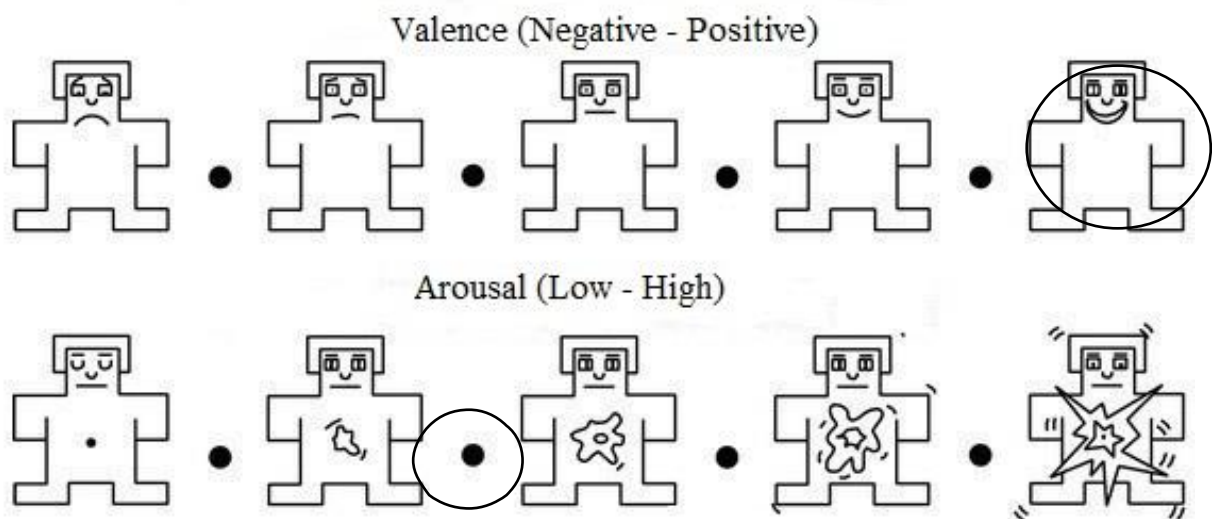 Valence (Negative - Positive)
Arousal (Low - High)